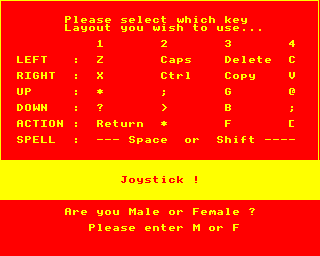 Please select which key
Layout you wish to use...
1 2 3 4
LEFT : Z Caps Delete C
RIGHT : X Ctrl Copy V
UP : * ; G @
DOWN : ? > B ;
ACTION: Return * F E
SPELL : --- Space or Shift ----
Joystick !
Are you Male or Female ?
Please enter M or F